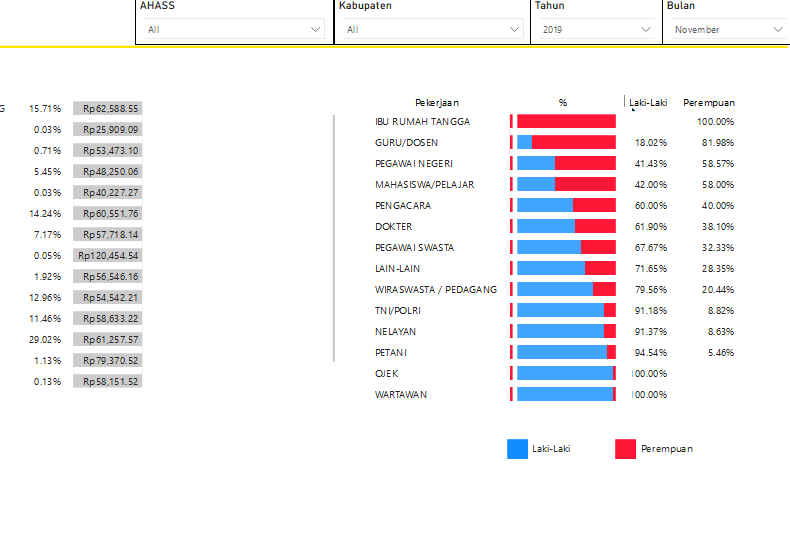 AHASS Kabupaten Tahun Bulan
All All 2019 November
Pekerjaan % Laki-Laki Perempuan
G 15.71% Rp62,588.55
0.03% Rp25,909.09
0.71% Rp53,473.10
5.45% Rp48,250.06
0.03% Rp40,227.27
14.24% Rp60,551.76
7.17% Rp57,718.14
0.05% Rp120,454.54
1.92% Rp56,546.16
12.96% Rp54,542.21
11.46% Rp58,633.22
29.02% Rp61,257.57
1.13% Rp79,370.52
0.13% Rp58,151.52
IBU RUMAH TANGGA 100.00%
GURU/DOSEN 18.02% 81.98%
PEGAWAI NEGERI 41.43% 58.57%
MAHASISWA/PELAJAR 42.00% 58.00%
PENGACARA 60.00% 40.00%
DOKTER 61.90% 38.10%
PEGAWAI SWASTA 67.67% 32.33%
LAIN-LAIN 71.65% 28.35%
WIRASWASTA / PEDAGANG 79.56% 20.44%
TNI/POLRI 91.18% 8.82%
NELAYAN 91.37% 8.63%
PETANI 94.54% 5.46%
OJEK 100.00%
WARTAWAN 100.00%
Laki-Laki Perempuan